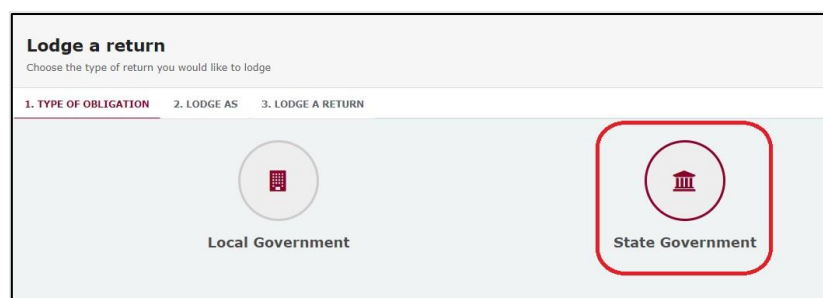 Lodge a return
Choose the type of return you would like to lodge
1. TYPE OF OBLIGATION 2. LODGE AS 3. LODGE A RETURN
Local Government State Government